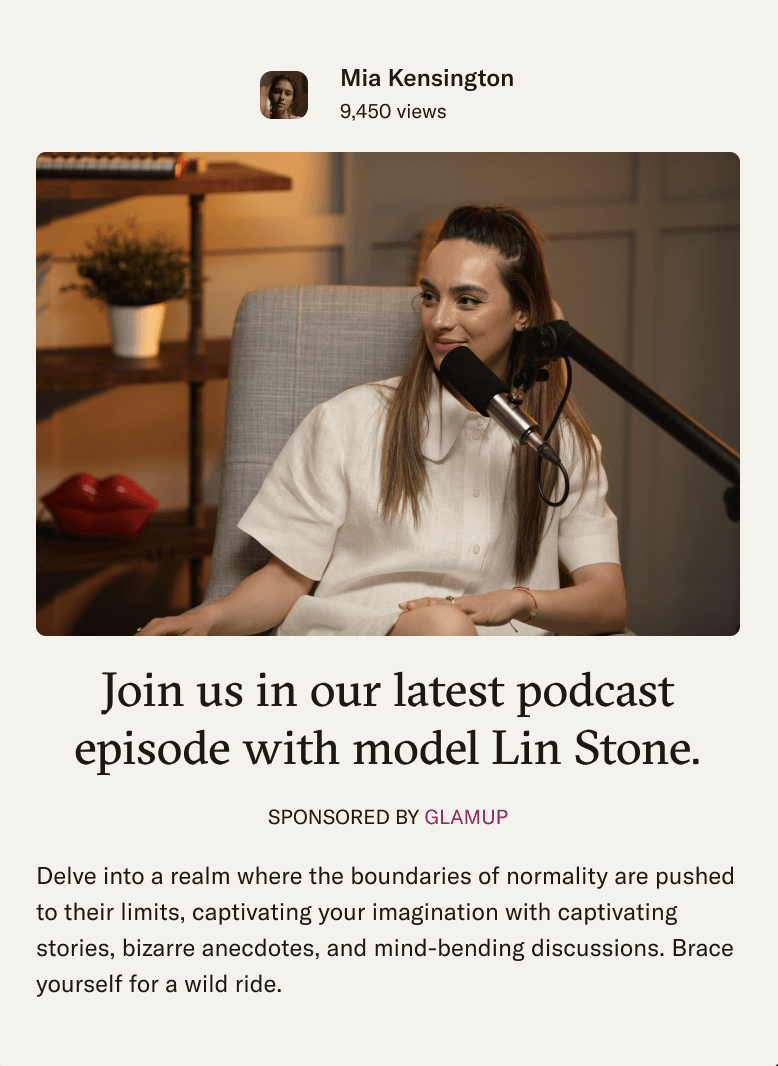 Mia Kensington
9,450 views
Join us in our latest podcast
episode with model Lin Stone.
SPONSORED BY GLAMUP
Delve into a realm where the boundaries of normality are pushed
to their limits, captivating your imagination with captivating
stories, bizarre anecdotes, and mind-bending discussions. Brace
yourself for a wild ride.